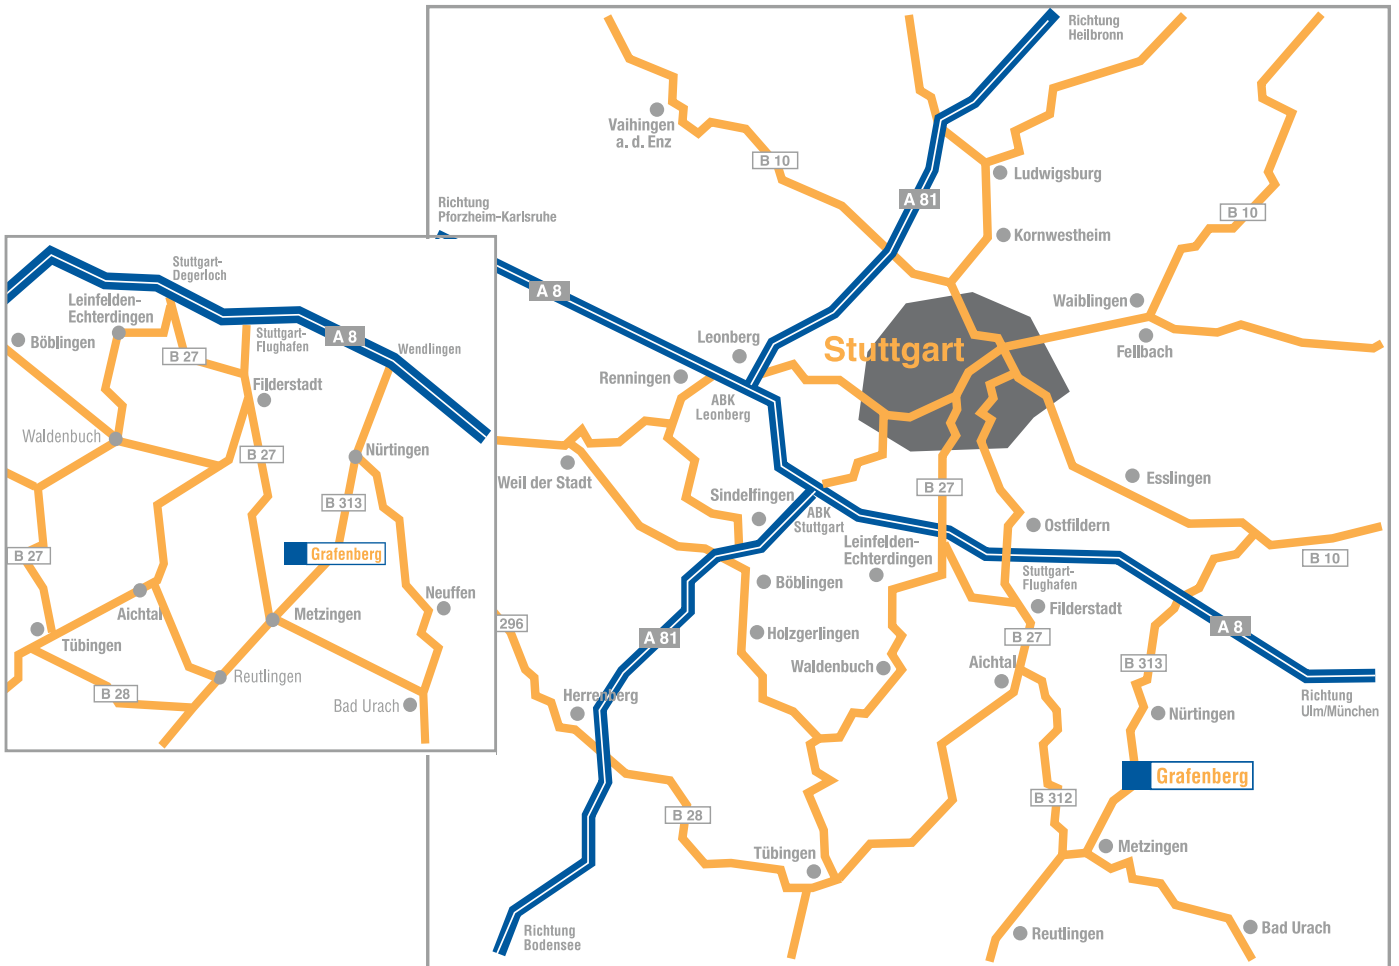 Richtung
Heilbronn
Vaihingen
a. d. Enz
B 10
Ludwigsburg
A 81
Richtung
Pforzheim-Karlsruhe
B 10
Kornwestheim
A 8
Waiblingen
Leonberg
Stuttgart
Fellbach
Renningen
ABK
Leonberg
Weil der Stadt
Esslingen
B 27
Sindelfingen
ABK
Stuttgart
Ostfildern
Leinfelden-
Echterdingen
B 10
Stuttgart-
Flughafen
Böblingen
Filderstadt
296
A 81
Holzgerlingen
B 27
A 8
Waldenbuch
Aichtal
B 313
Herrenberg
Richtung
Ulm/München
Nürtingen
Grafenberg
B 312
B 28
Tübingen
Metzingen
Richtung
Bodensee
Reutlingen
Bad Urach
Stuttgart-
Degerloch
Leinfelden-
Echterdingen
Böblingen
Stuttgart-
Flughafen
A 8
Wendlingen
B 27
Filderstadt
Waldenbuch
B 27
Nürtingen
B 313
B 27
Grafenberg
Neuffen
Aichtal
Metzingen
Tübingen
Reutlingen
B 28
Bad Urach